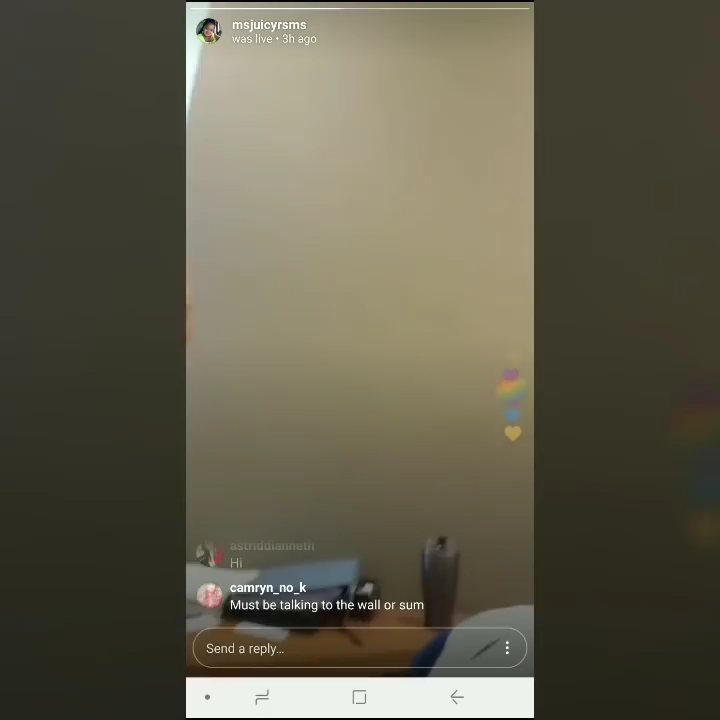 msjuicyrsms
was live • 3h ago
astriddianneth
Hi
camryn_no_k
Must be talking to the wall or sum
Send a reply...